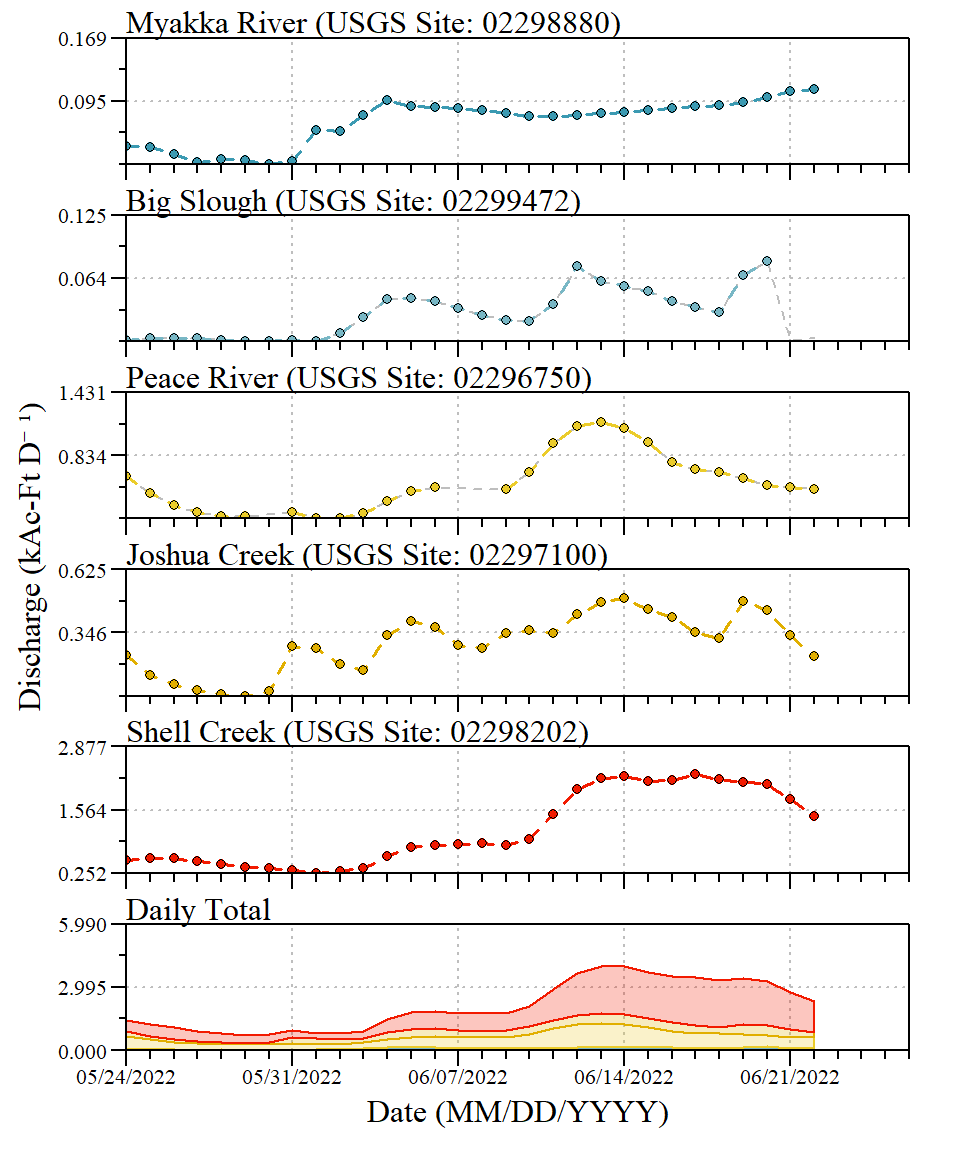 Myakka River (USGS Site: 02298880)
0.169
0.095
Big Slough (USGS Site: 02299472)
0.125
0.064
Peace River (USGS Site: 02296750)
1.431
0.834
Joshua Creek (USGS Site: 02297100)
0.625
0.346
Shell Creek (USGS Site: 02298202)
2.877
1.564
0.252
Daily Total
5.990
2.995
0.000
Discharge (kAc-Ft D⁻¹)
05/24/2022 05/31/2022 06/07/2022 06/14/2022 06/21/2022
Date (MM/DD/YYYY)